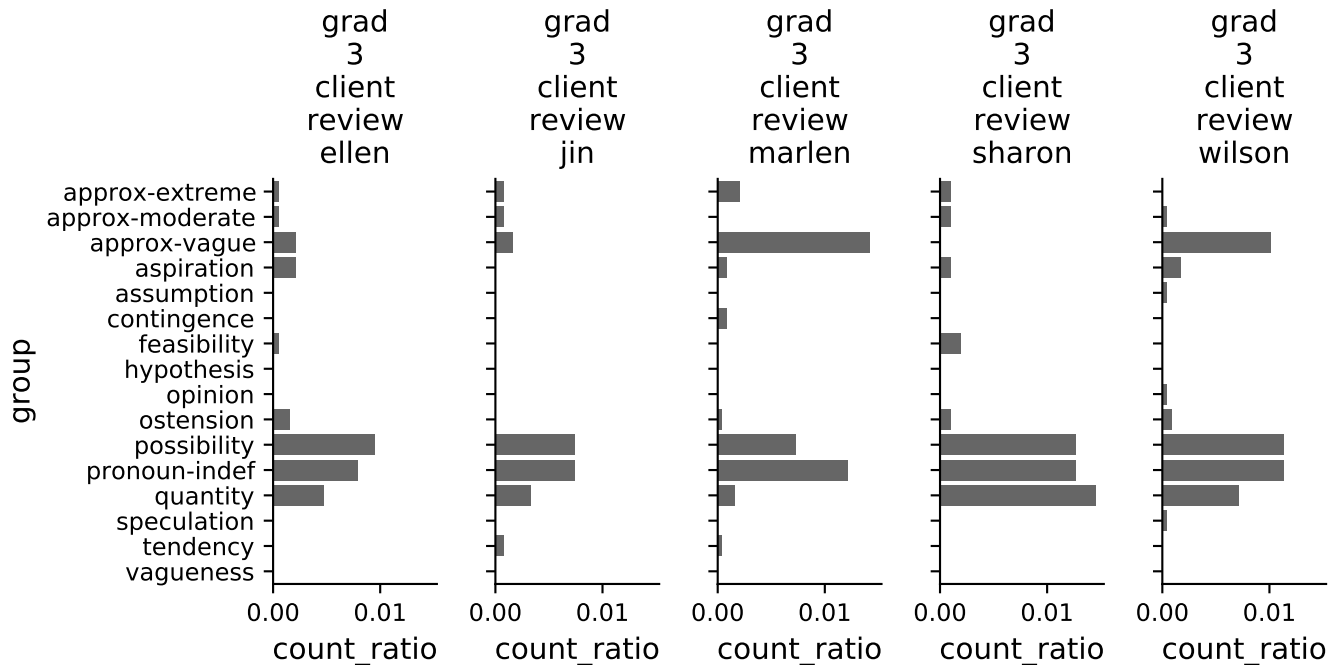 grad
3
client
review
ellen
grad
3
client
review
jin
grad
3
client
review
marlen
grad
3
client
review
sharon
grad
3
client
review
wilson
group
approx-extreme
approx-moderate
approx-vague
aspiration
assumption
contingence
feasibility
hypothesis
opinion
ostension
possibility
pronoun-indef
quantity
speculation
tendency
vagueness
0.00 0.01
count_ratio
0.00 0.01
count_ratio
0.00 0.01
count_ratio
0.00 0.01
count_ratio
0.00 0.01
count_ratio